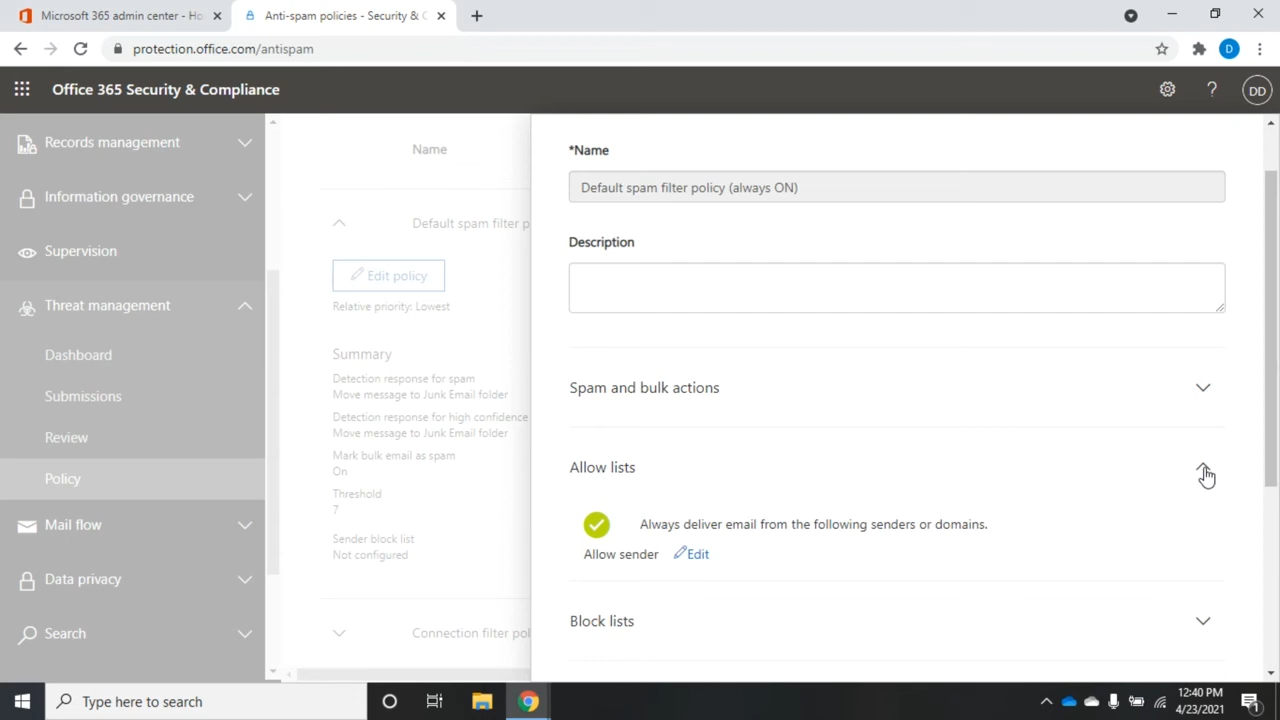 Microsoft 365 admin center - Ho
Anti-spam policies - Security & C
protection.office.com/antispam
D
Office 365 Security & Compliance
?
DD
Records management
Information governance
Supervision
Threat management
Dashboard
Submissions
Review
Policy
Mail flow
Data privacy
Search
Name
Default spam filter p
Edit policy
Relative priority: Lowest
Summary
Detection response for spam
Move message to Junk Email folder
Detection response for high confidence
Move message to Junk Email folder
Mark bulk email as spam
On
Threshold
7
Sender block list
Not configured
Connection filter pol
*Name
Default spam filter policy (always ON)
Description
Spam and bulk actions
Allow lists
Always deliver email from the following senders or domains.
Allow sender Edit
Block lists
Type here to search
12:40 PM
4/23/2021
1